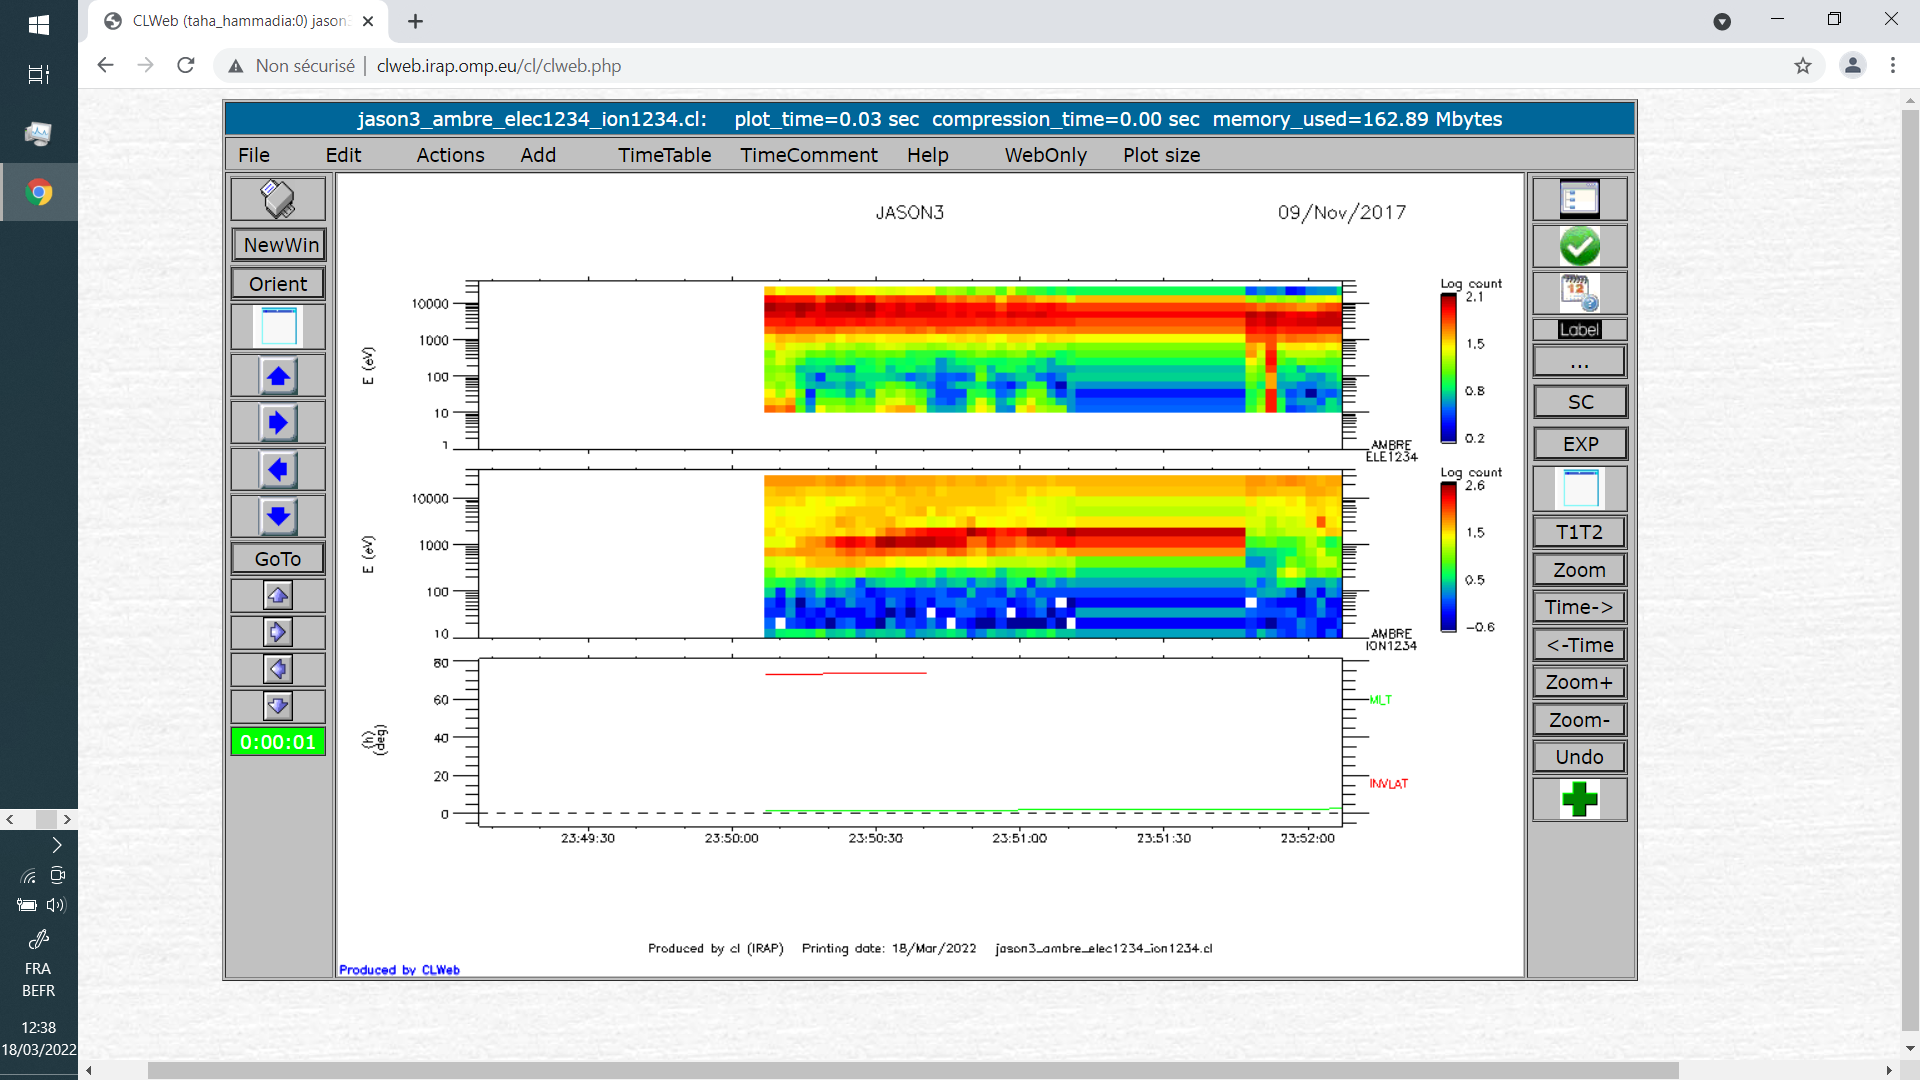 CLWeb (taha_hammadia:0) jason3
Non sécurisé | clweb.irap.omp.eu/cl/clweb.php
jason3_ambre_elec1234_ion1234.cl: plot_time=0.03 sec compression_time=0.00 sec memory_used=162.89 Mbytes
File Edit Actions Add TimeTable TimeComment Help WebOnly Plot size
NewWin
Orient
GoTo
0:00:01
JASON3 09/Nov/2017
Log count
2.1
1.5
0.8
0.2
E (eV)
10000
1000
100
10
1
AMBRE
ELE1234
Log count
2.6
1.5
0.5
-0.6
E (eV)
10000
1000
100
10
AMBRE
ION1234
80
60
40
20
0
(h)
(deg)
MLT
INVLAT
23:49:30 23:50:00 23:50:30 23:51:00 23:51:30 23:52:00
Produced by cl (IRAP) Printing date: 18/Mar/2022 jason3_ambre_elec1234_ion1234.cl
Produced by CLWeb
12
Label
...
SC
EXP
T1T2
Zoom
Time->
<-Time
Zoom+
Zoom-
Undo
FRA
BEFR
12:38
18/03/2022